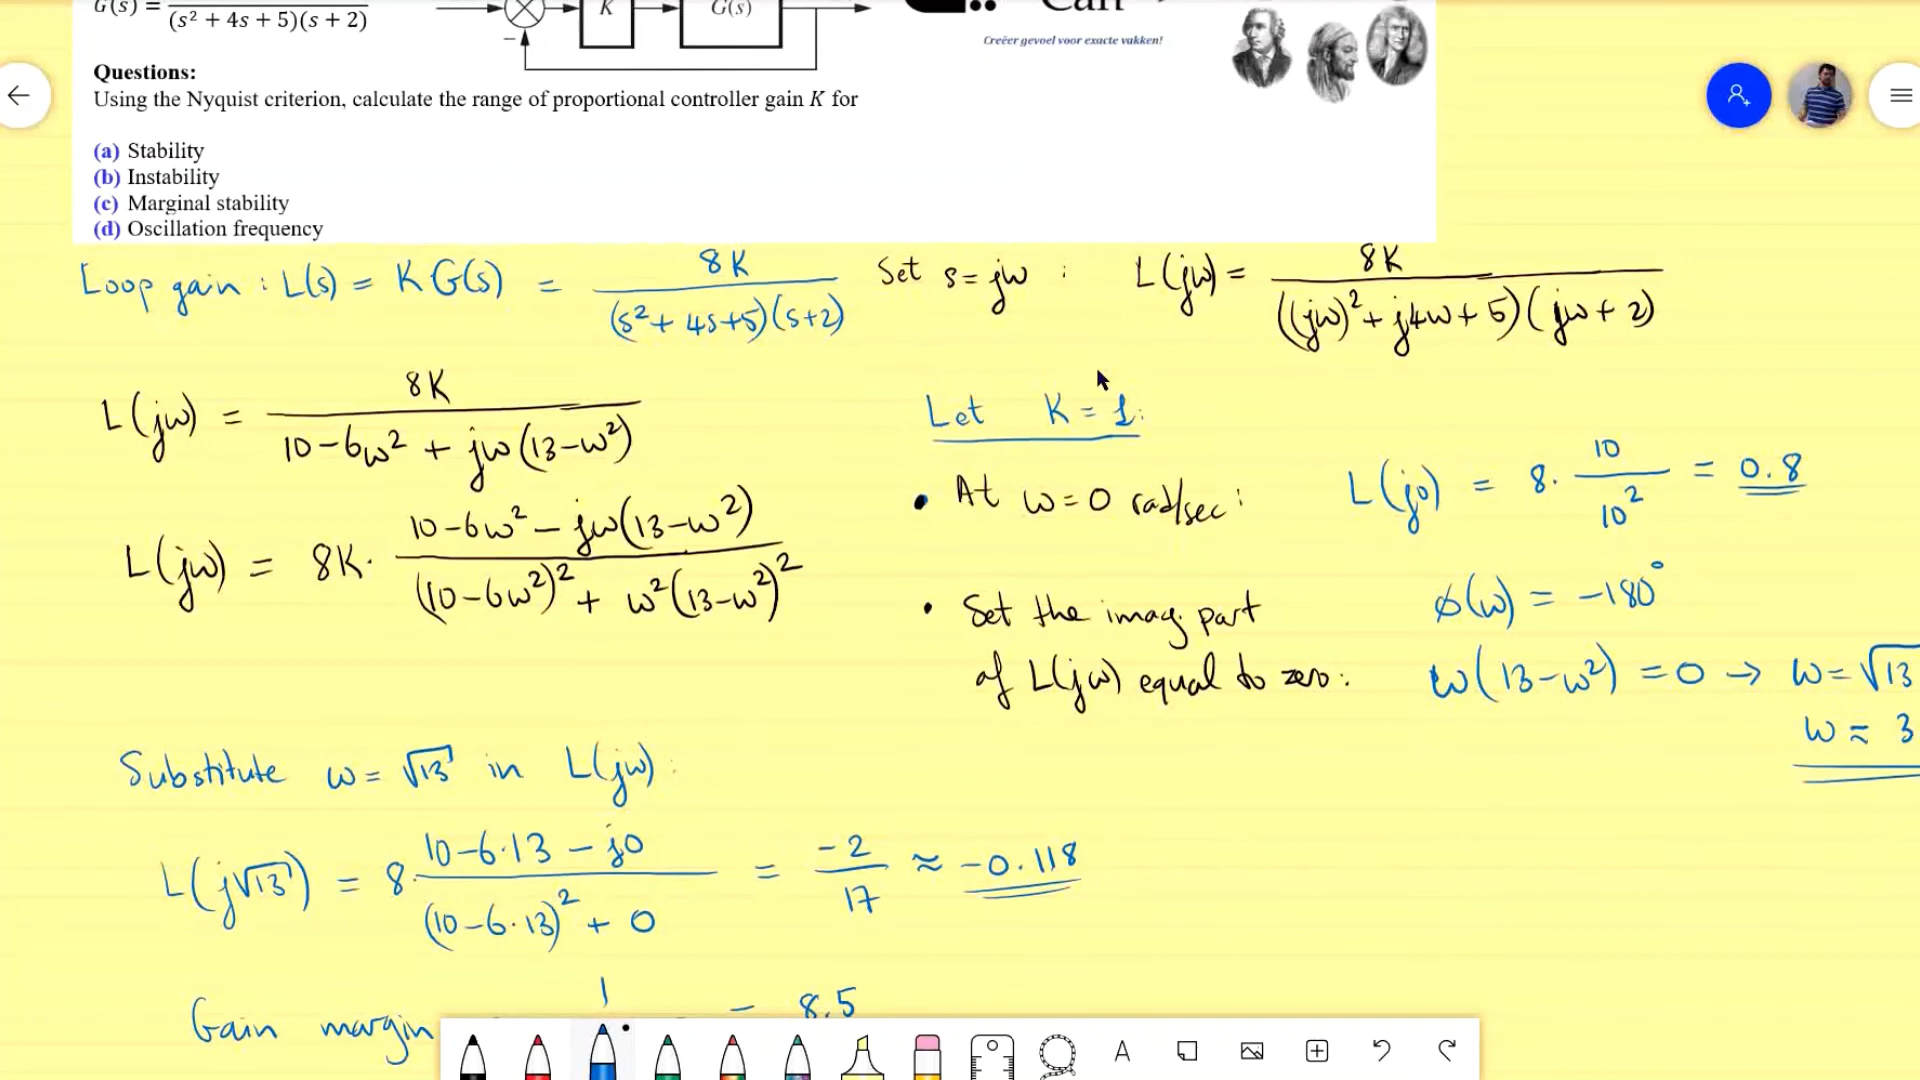 G(s) = (s² + 4s + 5)(s + 2)
K
G(s)
−
Creëer gevoel voor exacte vakken!
Questions:
Using the Nyquist criterion, calculate the range of proportional controller gain K for
(a) Stability
(b) Instability
(c) Marginal stability
(d) Oscillation frequency
Loop gain : L(s) = K G(s) = 8K / (s² + 4s + 5)(s + 2)
Set s = jω : L(jω) = 8K / ((jω)² + j4ω + 5)(jω + 2)
L(jω) = 8K / 10 − 6ω² + jω(13 − ω²)
L(jω) = 8K · 10 − 6ω² − jω(13 − ω²) / (10 − 6ω²)² + ω²(13 − ω²)²
Let K = 1:
• At ω = 0 rad/sec : L(j0) = 8 · 10 / 10² = 0.8
• Set the imag. part of L(jω) equal to zero :
ϕ(ω) = −180°
ω(13 − ω²) = 0 → ω = √13
ω ≈ 3
Substitute ω = √13 in L(jω) :
L(j√13) = 8 · 10 − 6·13 − j0 / (10 − 6·13)² + 0 = −2 / 17 ≈ −0.118
Gain margin 1 = 8.5
A